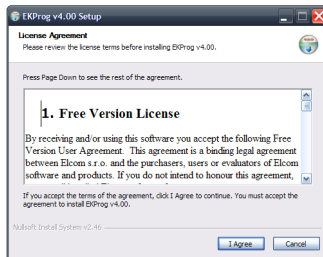 EKProg v4.00 Setup
License Agreement
Please review the license terms before installing EKProg v4.00.
Press Page Down to see the rest of the agreement.
1. Free Version License
By receiving and/or using this software you accept the following Free
Version User Agreement. This agreement is a binding legal agreement
between Elcom s.r.o. and the purchasers, users or evaluators of Elcom
software and products. If you do not intend to honour this agreement,
If you accept the terms of the agreement, click I Agree to continue. You must accept the
agreement to install EKProg v4.00.
Nullsoft Install System v2.46
I Agree
Cancel